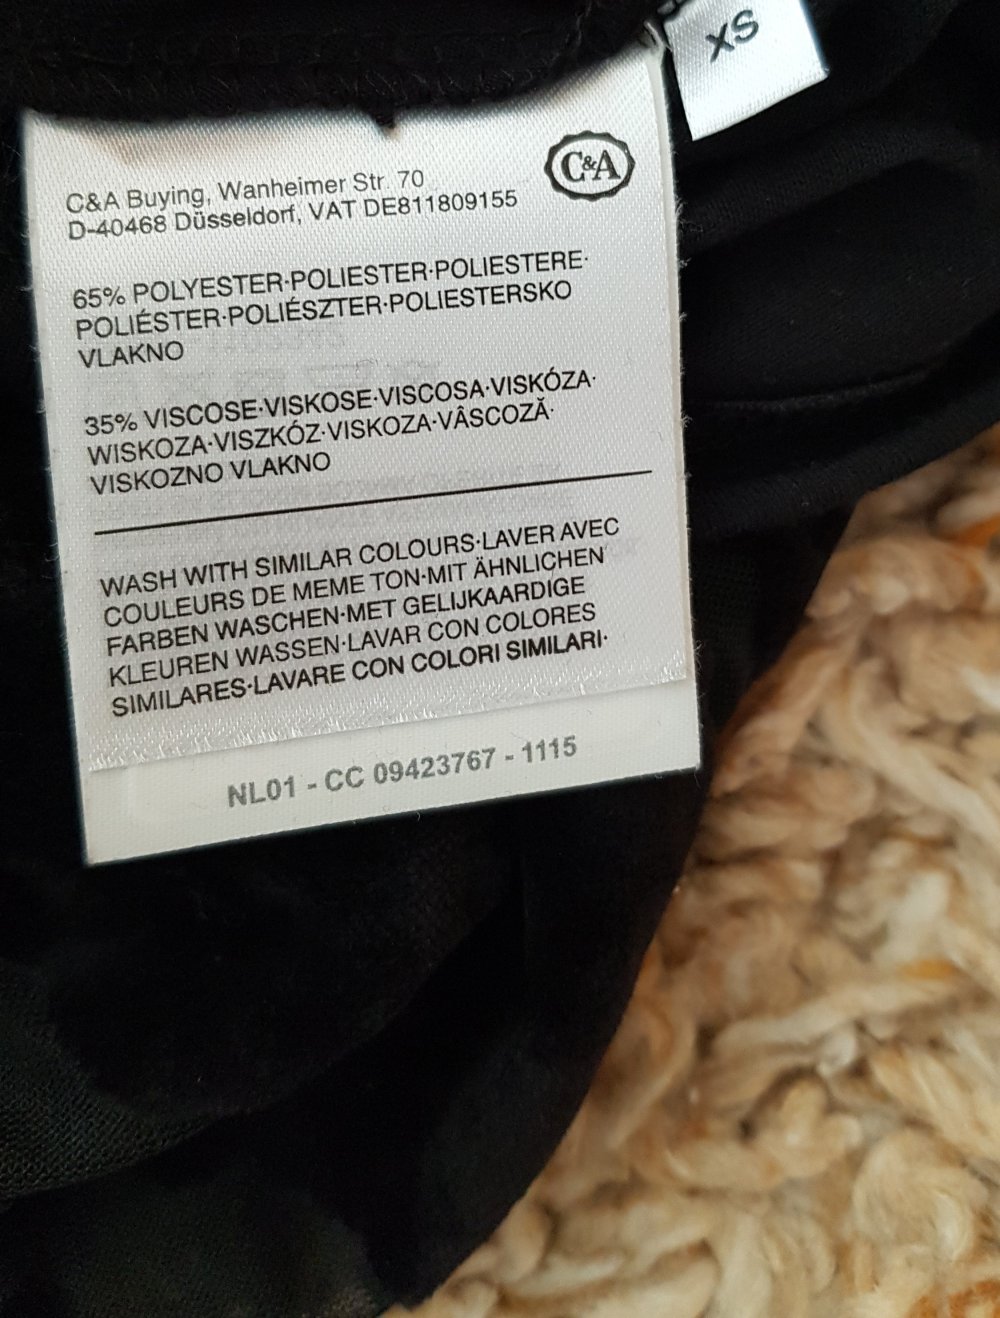 XS
C&A
C&A Buying, Wanheimer Str. 70
D-40468 Düsseldorf, VAT DE811809155
65% POLYESTER·POLIESTER·POLIESTERE·
POLIÉSTER·POLIÉSZTER·POLIESTERSKO
VLAKNO
35% VISCOSE·VISKOSE·VISCOSA·VISKÓZA·
WISKOZA·VISZKÓZ·VISKOZA·VÂSCOZĂ·
VISKOZNO VLAKNO
WASH WITH SIMILAR COLOURS·LAVER AVEC
COULEURS DE MEME TON·MIT ÄHNLICHEN
FARBEN WASCHEN·MET GELIJKAARDIGE
KLEUREN WASSEN·LAVAR CON COLORES
SIMILARES·LAVARE CON COLORI SIMILARI·
NL01 - CC 09423767 - 1115